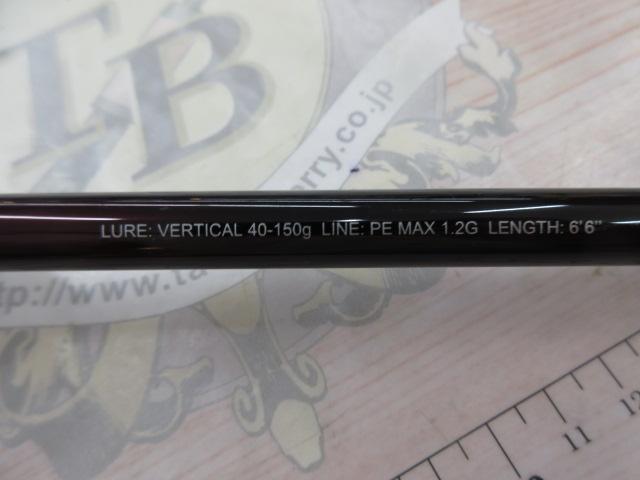 TB
erry.co.jp
LURE: VERTICAL 40-150g LINE: PE MAX 1.2G LENGTH: 6'6"
http://www.ta
11 12